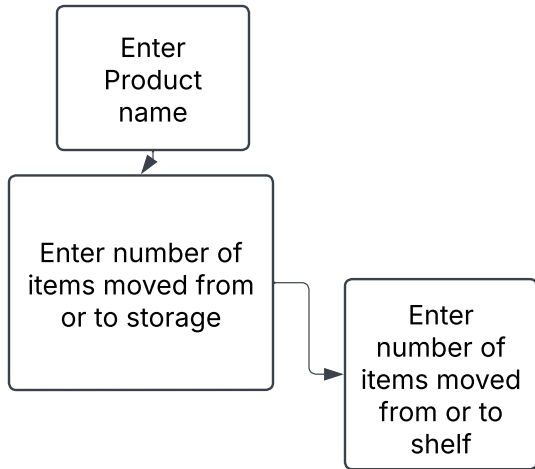 Enter
Product
name
Enter number of
items moved from
or to storage
Enter
number of
items moved
from or to
shelf